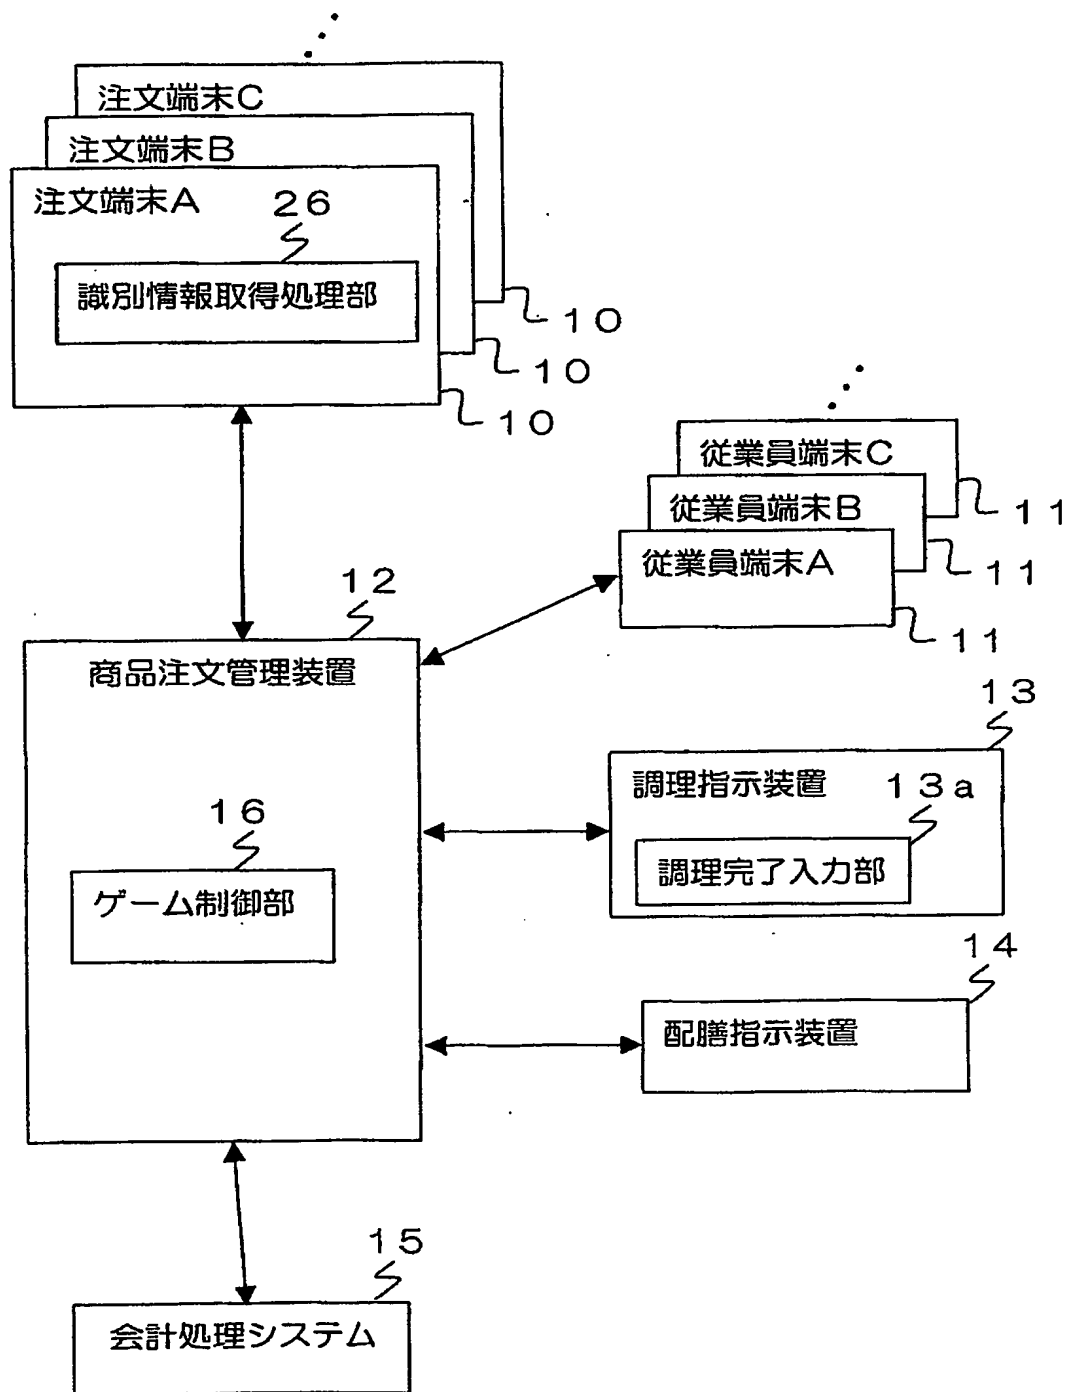 注文端末C
注文端末B
注文端末A
26
識別情報取得処理部
10
10
10
従業員端末C
従業員端末B
従業員端末A
11
11
11
12
商品注文管理装置
16
ゲーム制御部
13
調理指示装置
13a
調理完了入力部
14
配膳指示装置
15
会計処理システム